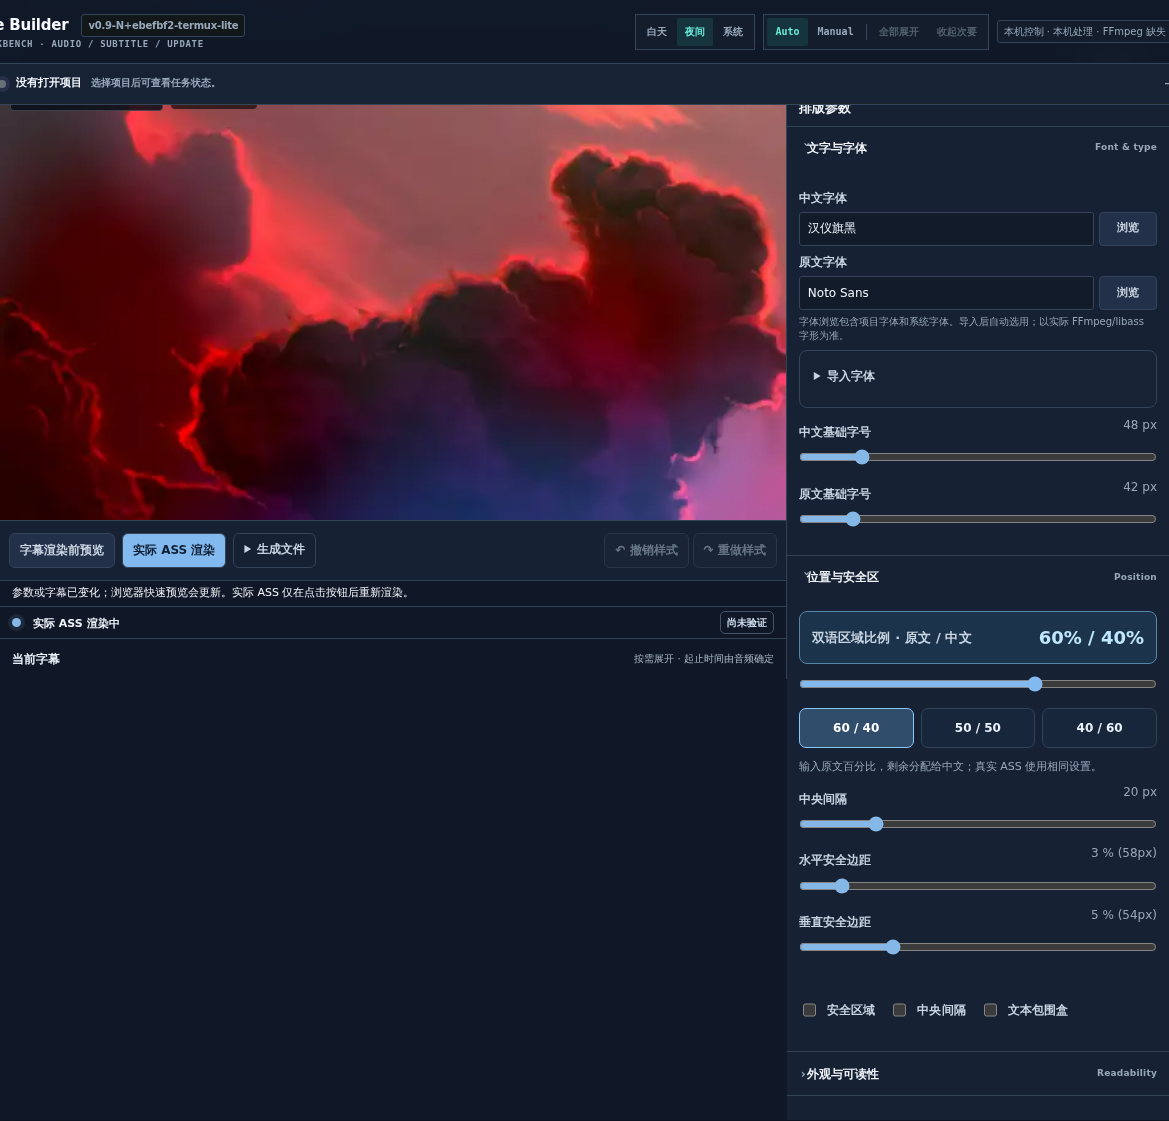 e Builder v0.9-N+ebefbf2-termux-lite
KBENCH · AUDIO / SUBTITLE / UPDATE
白天 夜间 系统 Auto Manual 全部展开 收起次要 本机控制 · 本机处理 · FFmpeg 缺失
没有打开项目 选择项目后可查看任务状态。
排版参数
文字与字体 Font & type
中文字体
汉仪旗黑 浏览
原文字体
Noto Sans 浏览
字体浏览包含项目字体和系统字体。导入后自动选用；以实际 FFmpeg/libass
字形为准。
▶ 导入字体
中文基础字号 48 px
原文基础字号 42 px
字幕渲染前预览 实际 ASS 渲染 ▶ 生成文件 ↶ 撤销样式 ↷ 重做样式
参数或字幕已变化；浏览器快速预览会更新。实际 ASS 仅在点击按钮后重新渲染。
实际 ASS 渲染中 尚未验证
当前字幕 按需展开 · 起止时间由音频确定
位置与安全区 Position
双语区域比例 · 原文 / 中文 60% / 40%
60 / 40 50 / 50 40 / 60
输入原文百分比，剩余分配给中文；真实 ASS 使用相同设置。
中央间隔 20 px
水平安全边距 3 % (58px)
垂直安全边距 5 % (54px)
安全区域 中央间隔 文本包围盒
›外观与可读性 Readability